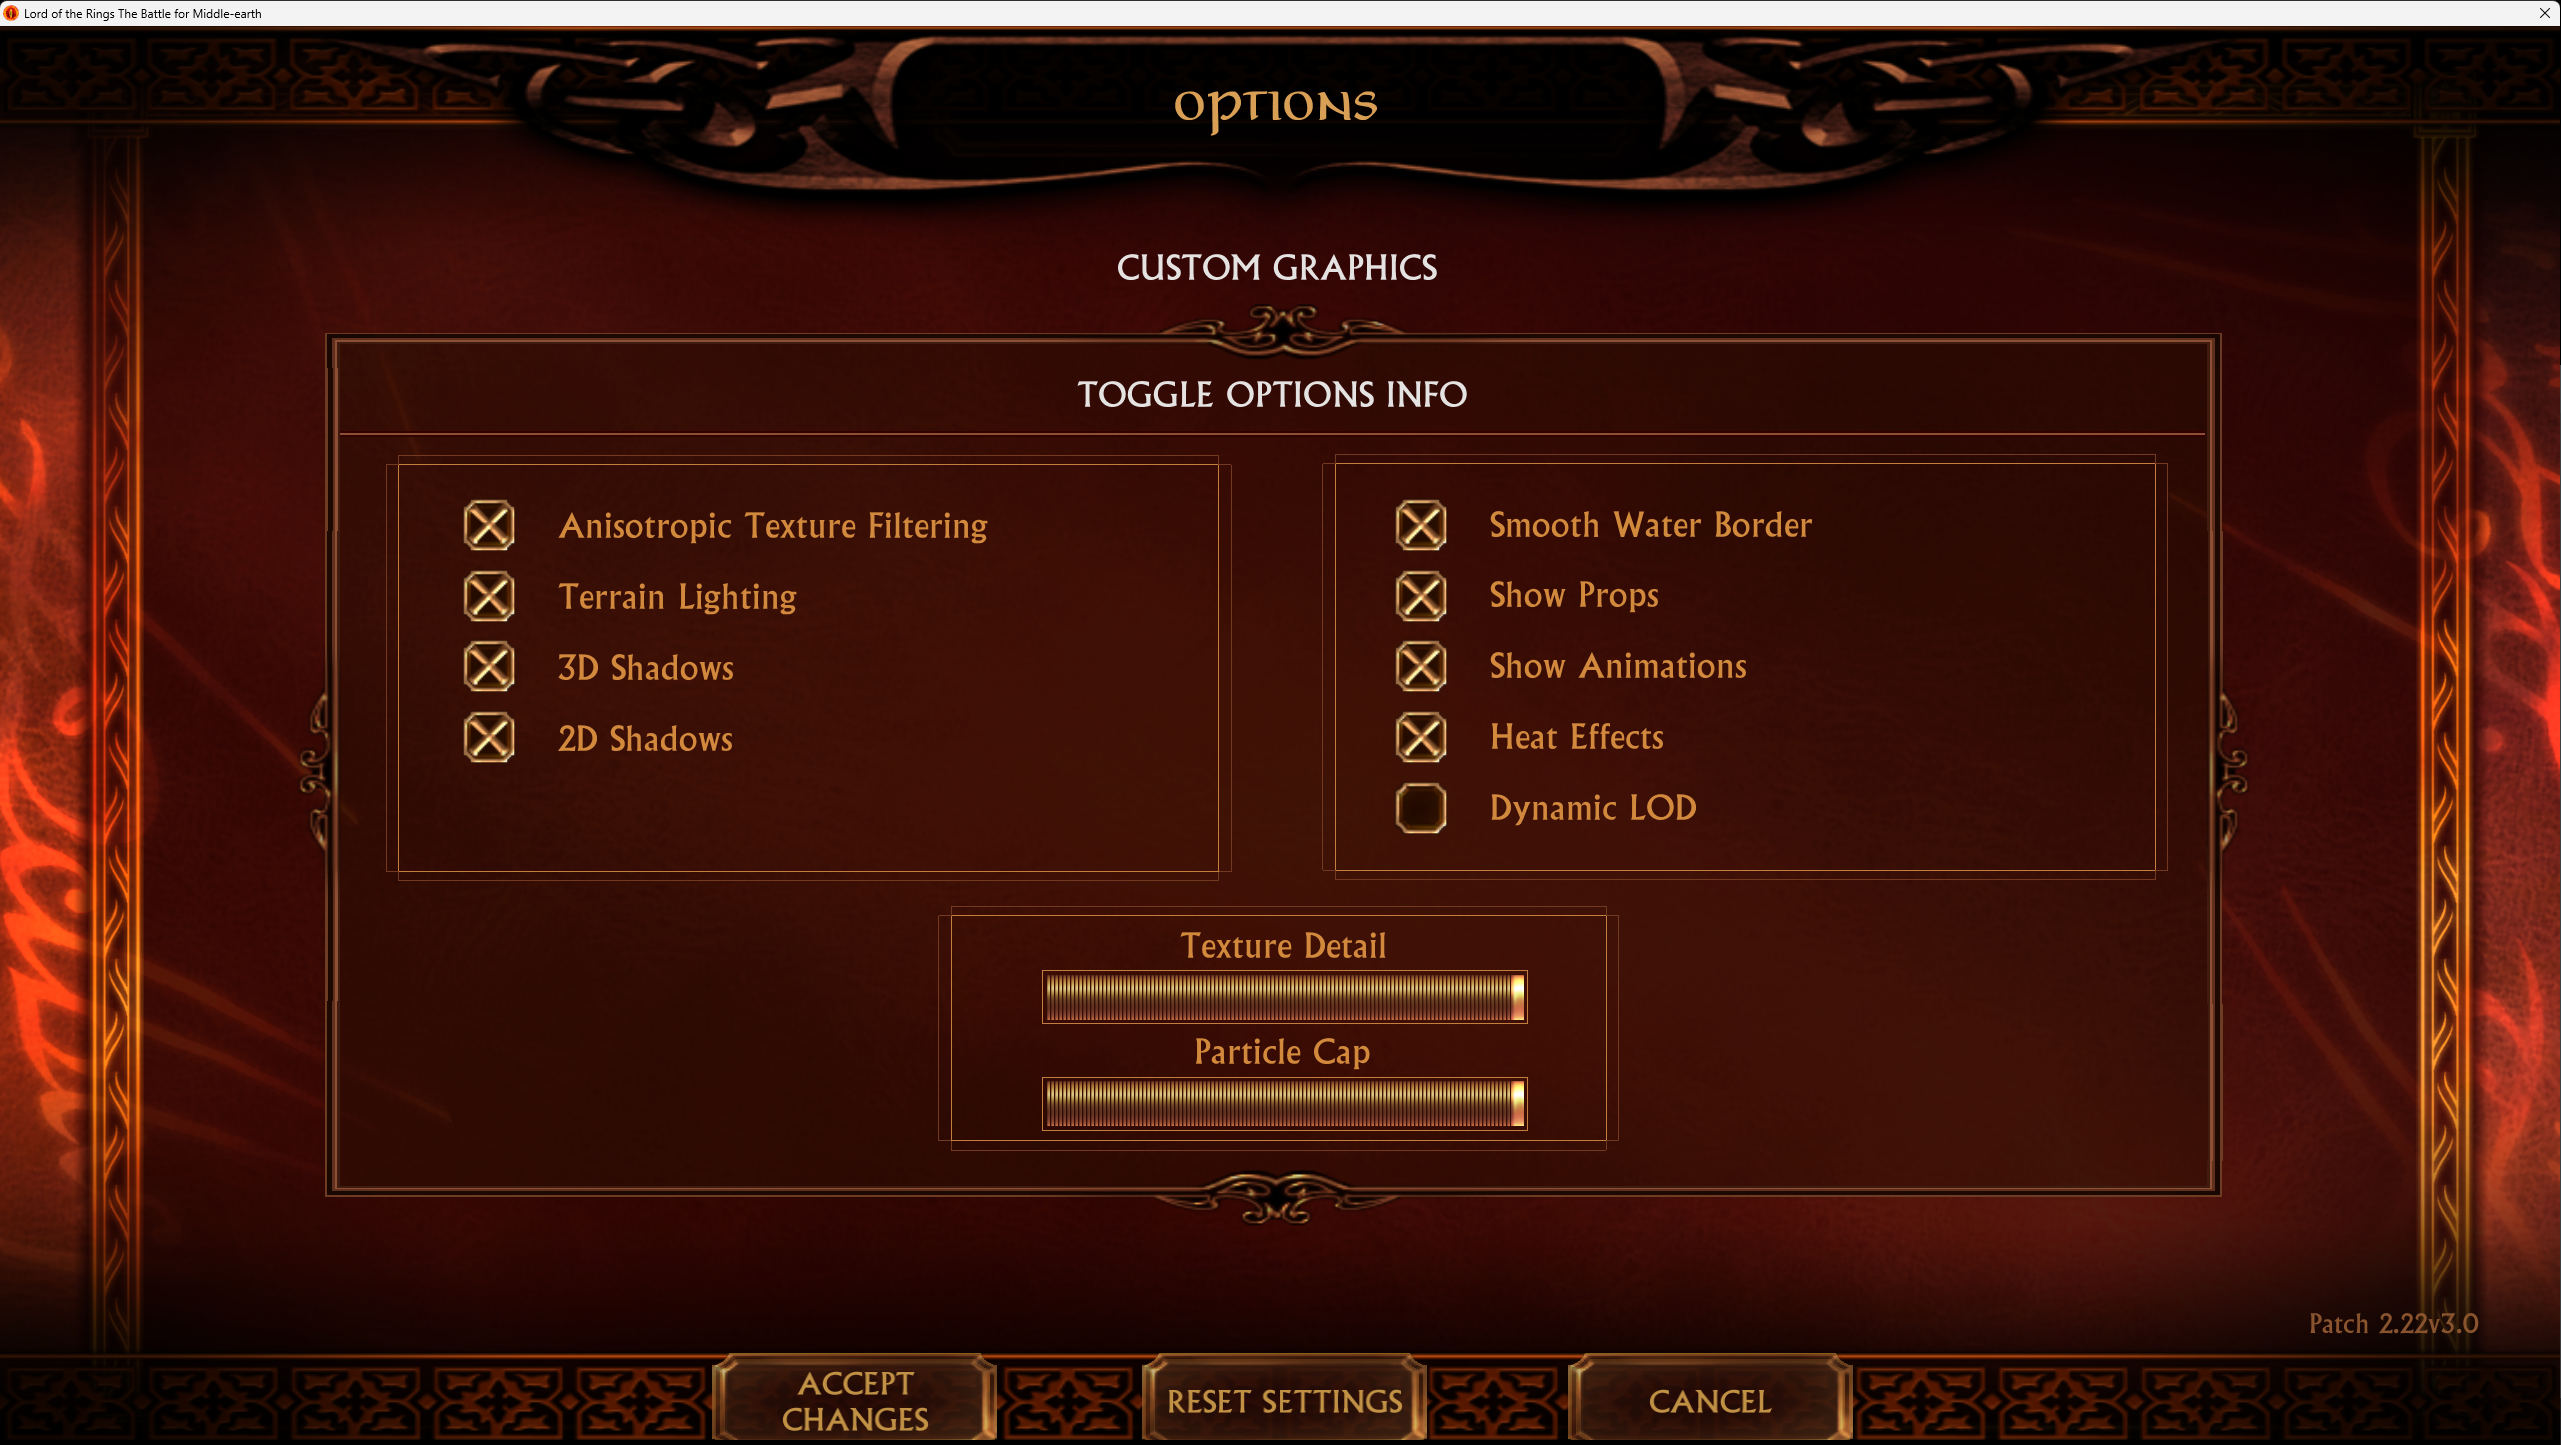 Lord of the Rings The Battle for Middle-earth
OPTIONS
CUSTOM GRAPHICS
TOGGLE OPTIONS INFO
Anisotropic Texture Filtering
Terrain Lighting
3D Shadows
2D Shadows
Smooth Water Border
Show Props
Show Animations
Heat Effects
Dynamic LOD
Texture Detail
Particle Cap
Patch 2.22v3.0
ACCEPT
CHANGES
RESET SETTINGS
CANCEL